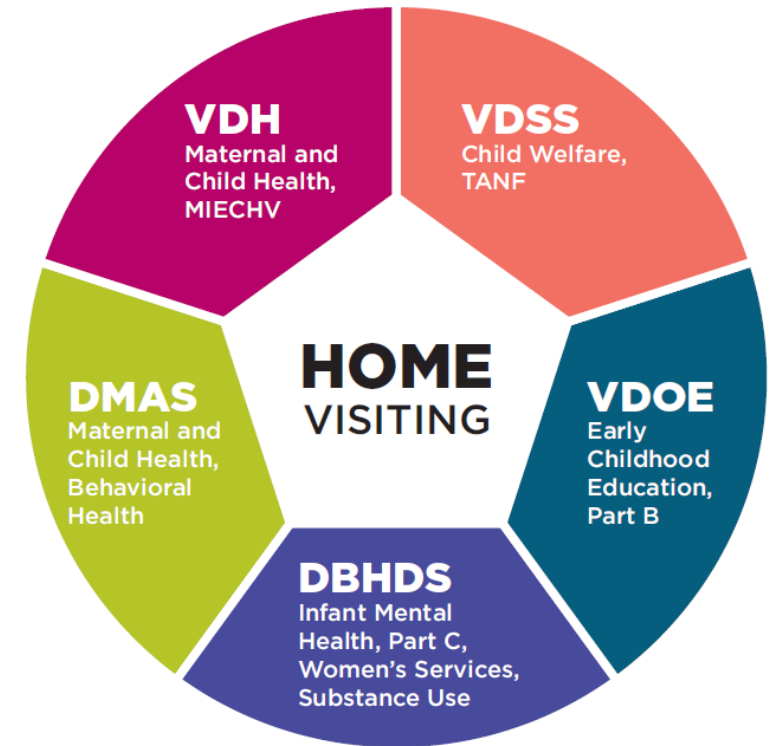 VDH
Maternal and
Child Health,
MIECHV
VDSS
Child Welfare,
TANF
HOME
VISITING
DMAS
Maternal and
Child Health,
Behavioral
Health
VDOE
Early
Childhood
Education,
Part B
DBHDS
Infant Mental
Health, Part C,
Women’s Services,
Substance Use